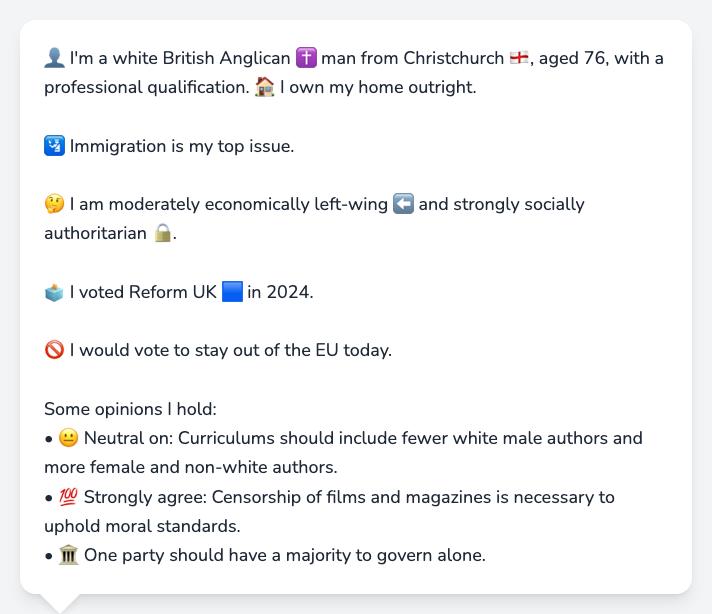 👤 I'm a white British Anglican ✝️ man from Christchurch 🏴󠁧󠁢󠁥󠁮󠁧󠁿, aged 76, with a
professional qualification. 🏠 I own my home outright.
🛂 Immigration is my top issue.
🤔 I am moderately economically left-wing ⬅️ and strongly socially
authoritarian 🔒.
🗳️ I voted Reform UK 🟦 in 2024.
🚫 I would vote to stay out of the EU today.
Some opinions I hold:
• 😐 Neutral on: Curriculums should include fewer white male authors and
more female and non-white authors.
• 💯 Strongly agree: Censorship of films and magazines is necessary to
uphold moral standards.
• 🏛️ One party should have a majority to govern alone.